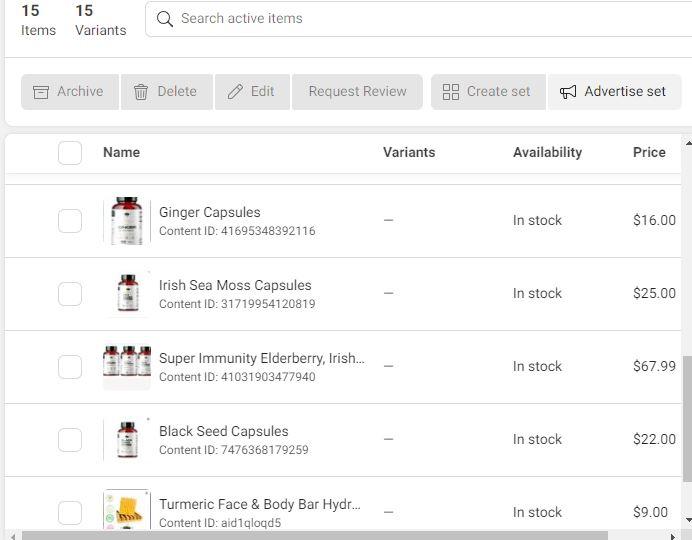 15 15
Items Variants
Search active items
Archive Delete Edit Request Review Create set Advertise set
Name Variants Availability Price
Ginger Capsules
Content ID: 41695348392116
— In stock $16.00
Irish Sea Moss Capsules
Content ID: 31719954120819
— In stock $25.00
Super Immunity Elderberry, Irish...
Content ID: 41031903477940
— In stock $67.99
Black Seed Capsules
Content ID: 7476368179259
— In stock $22.00
Turmeric Face & Body Bar Hydr...
Content ID: aid1qloqd5
— In stock $9.00